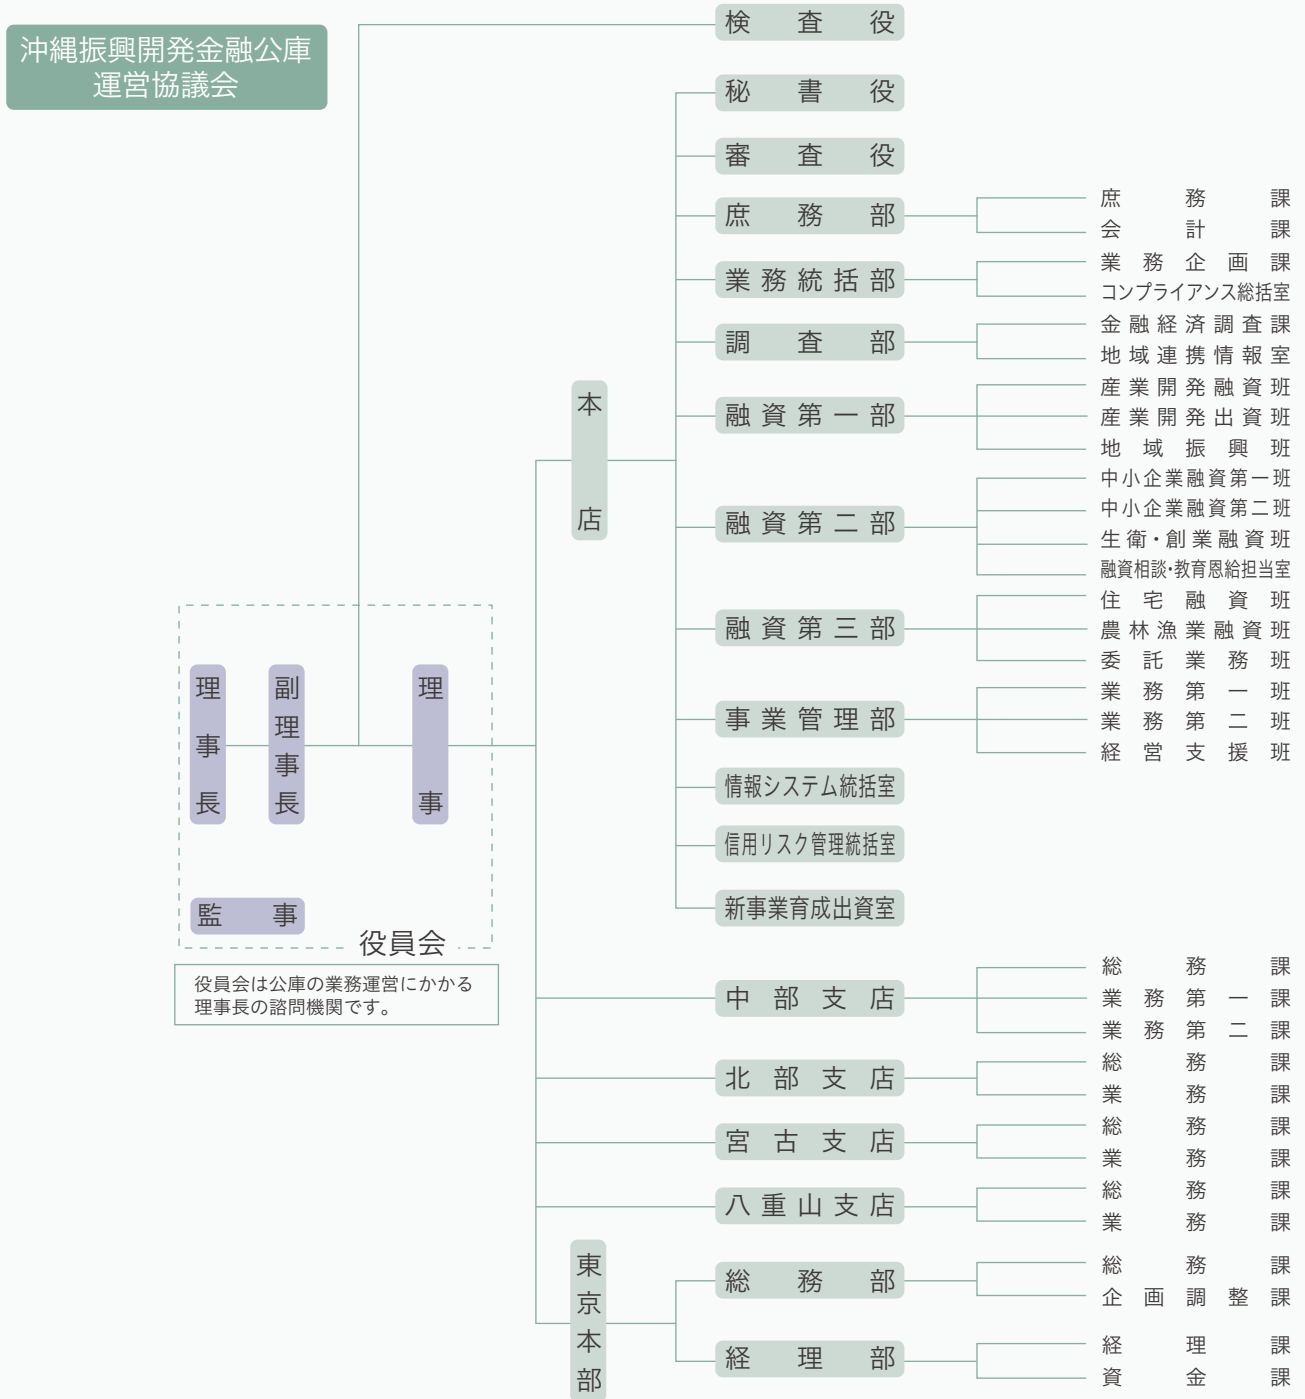 沖縄振興開発金融公庫
運営協議会
理事長
副理事長
理事
監事
役員会
役員会は公庫の業務運営にかかる
理事長の諮問機関です。
検査役
本店
秘書役
審査役
庶務部
庶務課
会計課
業務統括部
業務企画課
コンプライアンス総括室
調査部
金融経済調査課
地域連携情報室
融資第一部
産業開発融資班
産業開発出資班
地域振興班
融資第二部
中小企業融資第一班
中小企業融資第二班
生衛・創業融資班
融資相談・教育恩給担当室
融資第三部
住宅融資班
農林漁業融資班
委託業務班
事業管理部
業務第一班
業務第二班
経営支援班
情報システム統括室
信用リスク管理統括室
新事業育成出資室
中部支店
総務課
業務第一課
業務第二課
北部支店
総務課
業務課
宮古支店
総務課
業務課
八重山支店
総務課
業務課
東京本部
総務部
総務課
企画調整課
経理部
経理課
資金課